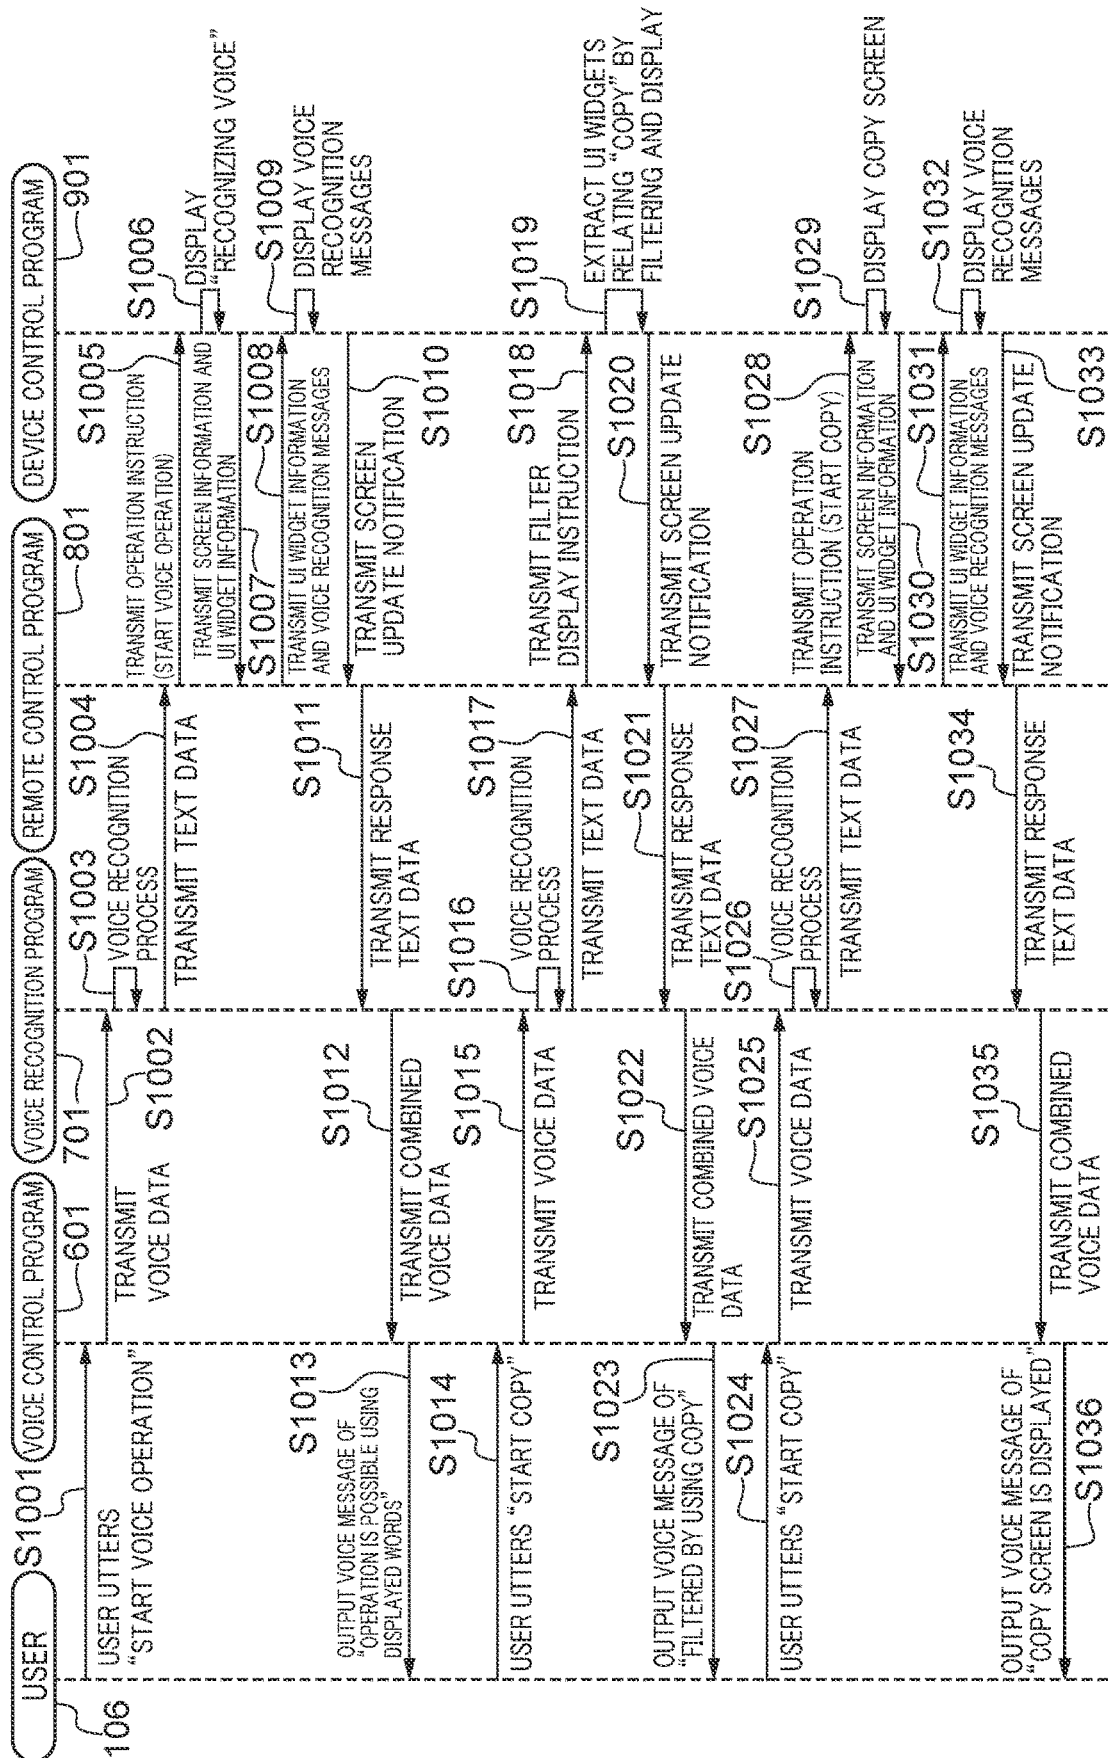 USER
106
VOICE CONTROL PROGRAM
601
VOICE RECOGNITION PROGRAM
701
REMOTE CONTROL PROGRAM
801
DEVICE CONTROL PROGRAM
901
S1001
USER UTTERS
“START VOICE OPERATION”
TRANSMIT
VOICE DATA
S1002
S1003
VOICE RECOGNITION
PROCESS
S1004
TRANSMIT TEXT DATA
S1005
TRANSMIT OPERATION INSTRUCTION
(START VOICE OPERATION)
S1006
DISPLAY
“RECOGNIZING VOICE”
TRANSMIT SCREEN INFORMATION AND
UI WIDGET INFORMATION
S1007
S1008
TRANSMIT UI WIDGET INFORMATION
AND VOICE RECOGNITION MESSAGES
S1009
DISPLAY VOICE
RECOGNITION
MESSAGES
TRANSMIT SCREEN
UPDATE NOTIFICATION
S1010
S1011
TRANSMIT RESPONSE
TEXT DATA
S1012
TRANSMIT COMBINED
VOICE DATA
S1013
OUTPUT VOICE MESSAGE OF
“OPERATION IS POSSIBLE USING
DISPLAYED WORDS”
S1014
USER UTTERS “START COPY”
S1015
TRANSMIT VOICE DATA
S1016
VOICE RECOGNITION
PROCESS
S1017
TRANSMIT TEXT DATA
S1018
TRANSMIT FILTER
DISPLAY INSTRUCTION
S1019
EXTRACT UI WIDGETS
RELATING “COPY” BY
FILTERING AND DISPLAY
S1020
TRANSMIT SCREEN UPDATE
NOTIFICATION
S1021
TRANSMIT RESPONSE
TEXT DATA
S1022
TRANSMIT COMBINED VOICE
DATA
S1023
OUTPUT VOICE MESSAGE OF
“FILTERED BY USING COPY”
S1024
USER UTTERS “START COPY”
S1025
TRANSMIT VOICE DATA
S1026
VOICE RECOGNITION
PROCESS
S1027
TRANSMIT TEXT DATA
S1028
TRANSMIT OPERATION
INSTRUCTION (START COPY)
S1029
DISPLAY COPY SCREEN
TRANSMIT SCREEN INFORMATION
AND UI WIDGET INFORMATION
S1030
S1031
TRANSMIT UI WIDGET INFORMATION
AND VOICE RECOGNITION MESSAGES
S1032
DISPLAY VOICE
RECOGNITION
MESSAGES
TRANSMIT SCREEN UPDATE
NOTIFICATION
S1033
S1034
TRANSMIT RESPONSE
TEXT DATA
S1035
TRANSMIT COMBINED
VOICE DATA
OUTPUT VOICE MESSAGE OF
“COPY SCREEN IS DISPLAYED”
S1036